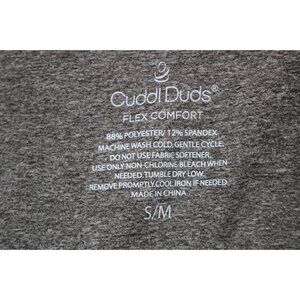 Cuddl Duds®
FLEX COMFORT
88% POLYESTER/ 12% SPANDEX
MACHINE WASH COLD, GENTLE CYCLE.
DO NOT USE FABRIC SOFTENER.
USE ONLY NON-CHLORINE BLEACH WHEN
NEEDED. TUMBLE DRY LOW.
REMOVE PROMPTLY. COOL IRON IF NEEDED.
MADE IN CHINA
S/M